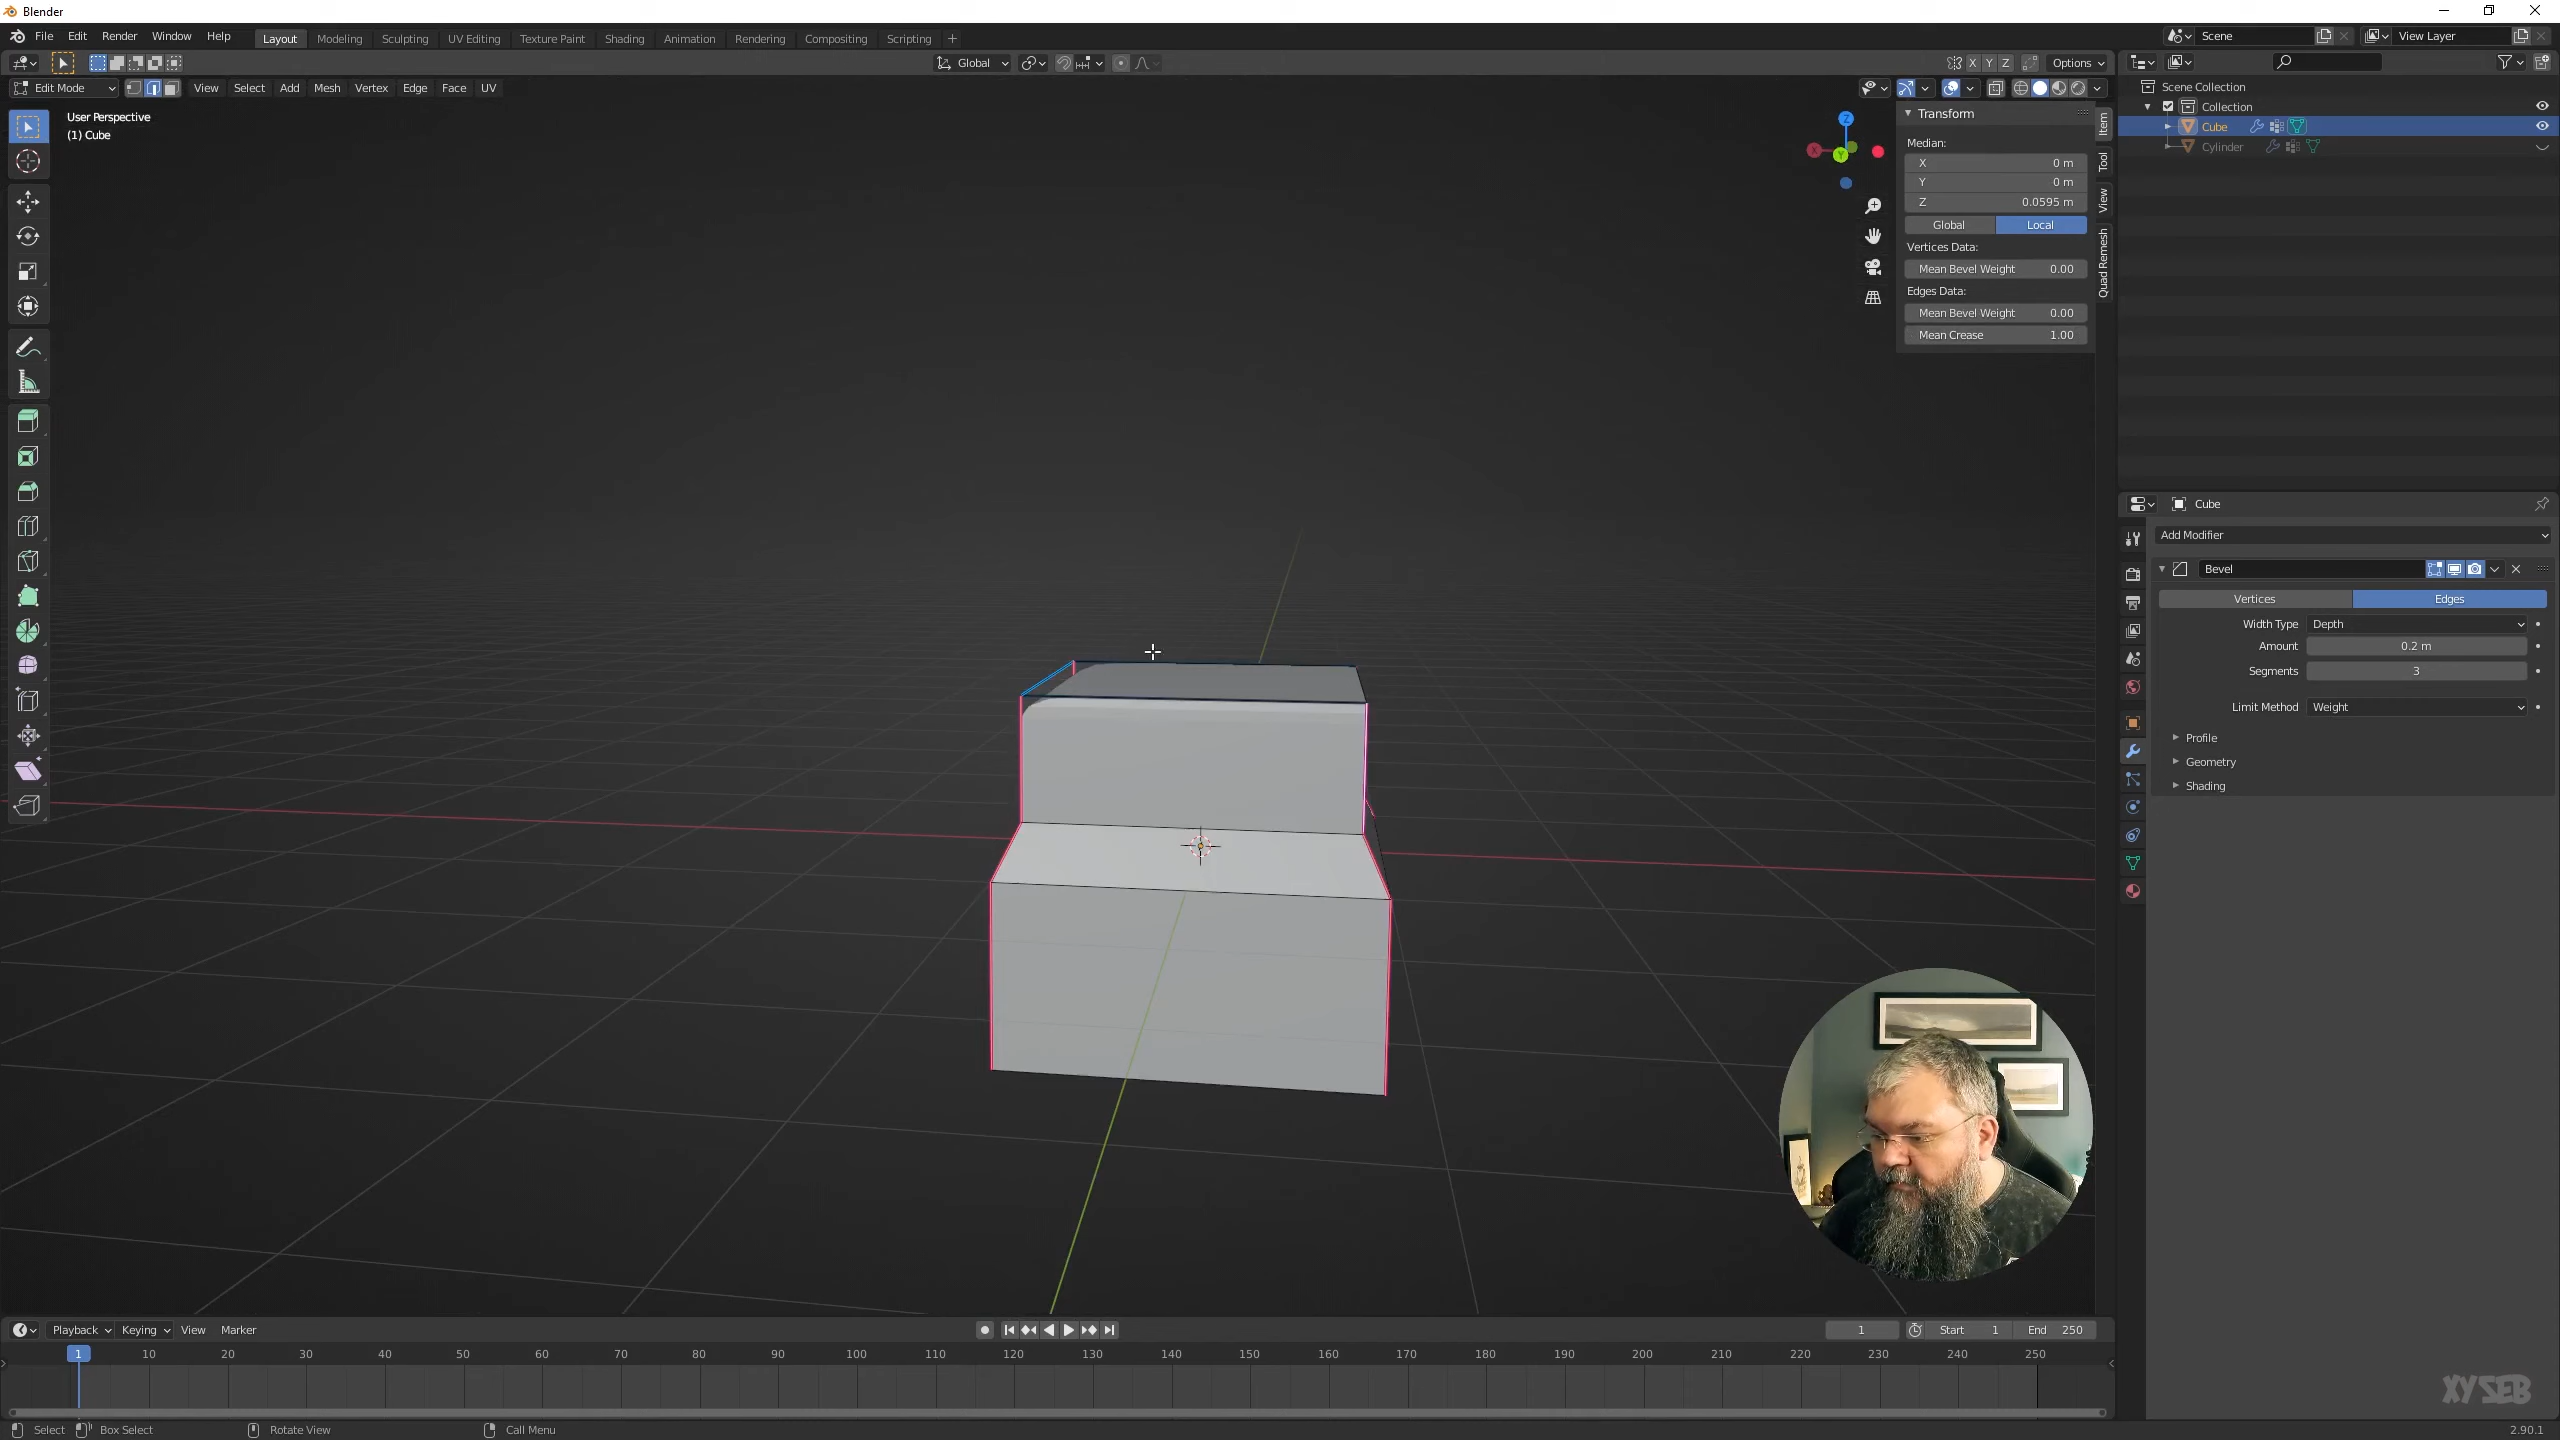 Blender
File Edit Render Window Help Layout Modeling Sculpting UV Editing Texture Paint Shading Animation Rendering Compositing Scripting + Scene View Layer
Global X Y Z Options
Edit Mode View Select Add Mesh Vertex Edge Face UV
User Perspective
(1) Cube
Z
X
Y
Transform
Median:
X 0 m
Y 0 m
Z 0.0595 m
Global Local
Vertices Data:
Mean Bevel Weight 0.00
Edges Data:
Mean Bevel Weight 0.00
Mean Crease 1.00
Item
Tool
View
Quad Remesh
Scene Collection
Collection
Cube
Cylinder
Cube
Add Modifier
Bevel
Vertices Edges
Width Type Depth
Amount 0.2 m
Segments 3
Limit Method Weight
Profile
Geometry
Shading
Playback Keying View Marker 1 Start 1 End 250
1 10 20 30 40 50 60 70 80 90 100 110 120 130 140 150 160 170 180 190 200 210 220 230 240 250
XYSEB
Select Box Select Rotate View Call Menu 2.90.1